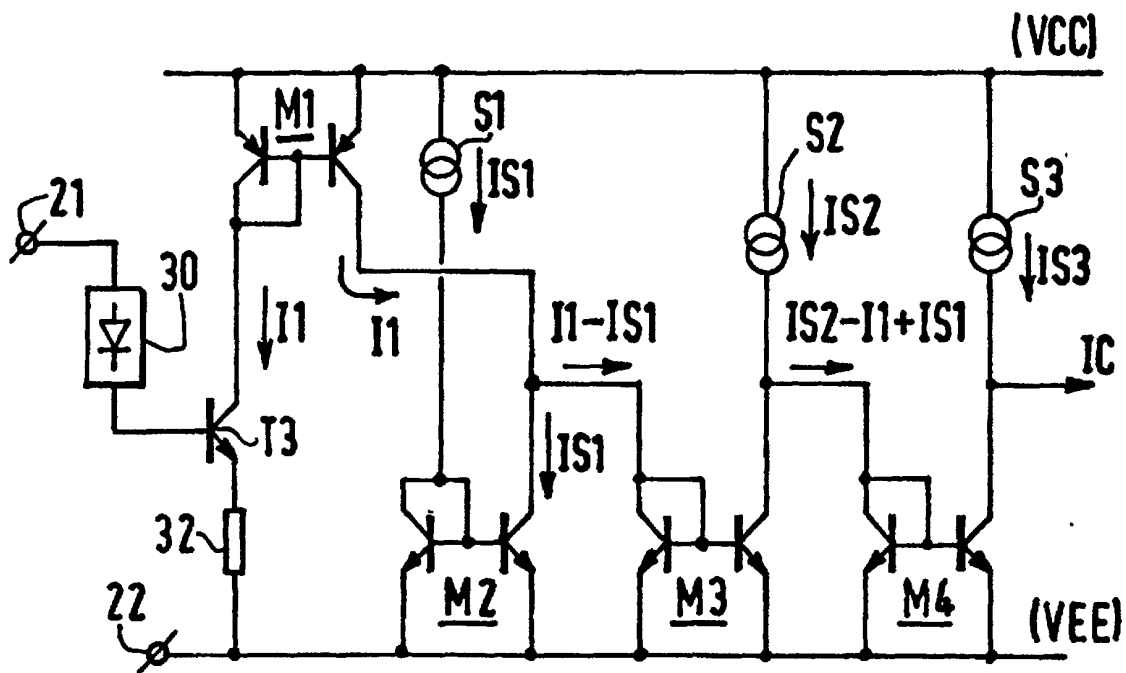 (VCC)
M1
S1
S2
S3
IS1
IS2
IS3
21
30
I1
I1
I1-IS1
IS2-I1+IS1
IC
T3
IS1
32
22
M2
M3
M4
(VEE)